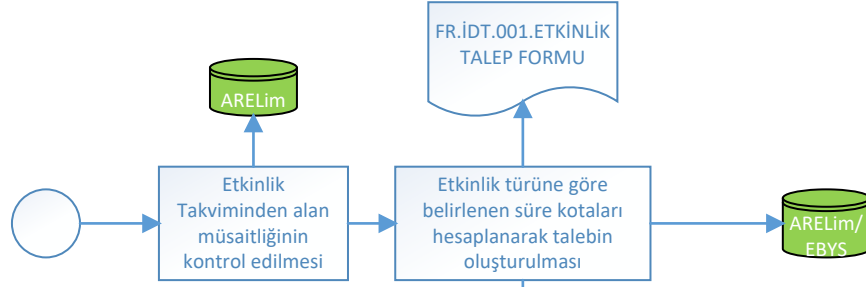 FR.İDT.001.ETKİNLİK
TALEP FORMU
ARELim
Etkinlik
Takviminden alan
müsaitliğinin
kontrol edilmesi
Etkinlik türüne göre
belirlenen süre kotaları
hesaplanarak talebin
oluşturulması
ARELim/
EBYS